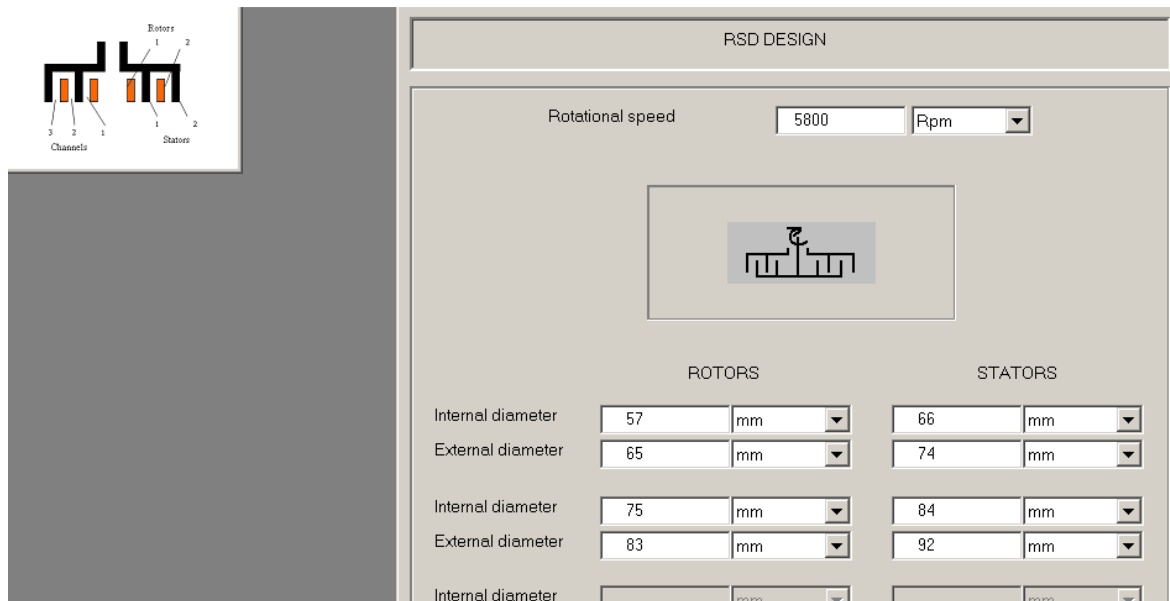 Rotors
1 2
3 2 1 1 2
Channels Stators
RSD DESIGN
Rotational speed 5800 Rpm
ROTORS STATORS
Internal diameter 57 mm 66 mm
External diameter 65 mm 74 mm
Internal diameter 75 mm 84 mm
External diameter 83 mm 92 mm
Internal diameter mm mm